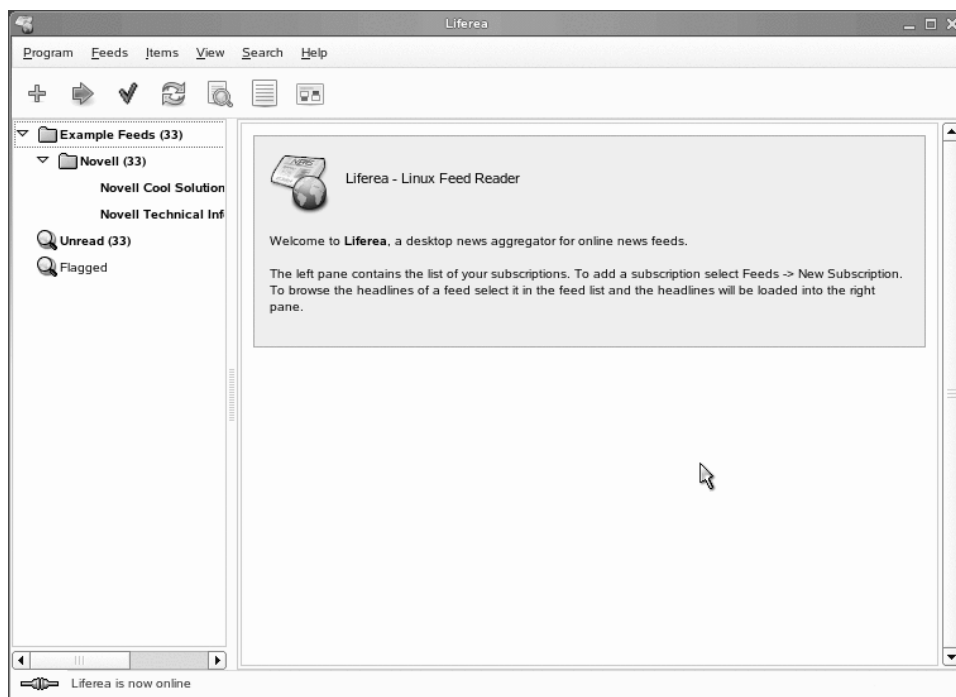 Liferea
Program Feeds Items View Search Help
Example Feeds (33)
Novell (33)
Novell Cool Solution
Novell Technical Inf
Unread (33)
Flagged
NEWS
Liferea - Linux Feed Reader
Welcome to Liferea, a desktop news aggregator for online news feeds.
The left pane contains the list of your subscriptions. To add a subscription select Feeds -> New Subscription.
To browse the headlines of a feed select it in the feed list and the headlines will be loaded into the right
pane.
Liferea is now online